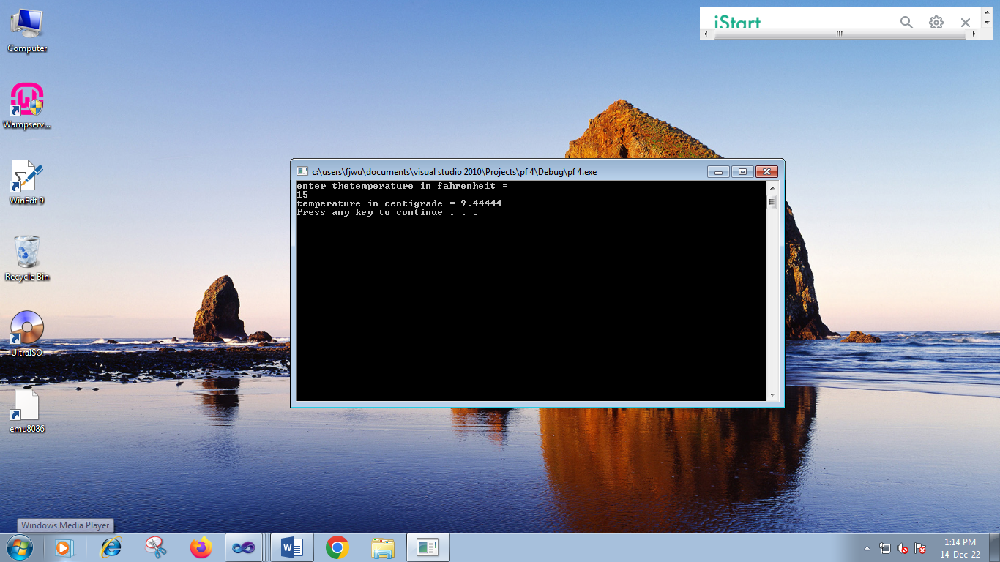 Computer
Wampserv...
WinEdt 9
Recycle Bin
UltraISO
emu8086
iStart
c:\users\fjwu\documents\visual studio 2010\Projects\pf 4\Debug\pf 4.exe
enter thetemperature in fahrenheit =
15
temperature in centigrade =-9.44444
Press any key to continue . . .
Windows Media Player
1:14 PM
14-Dec-22